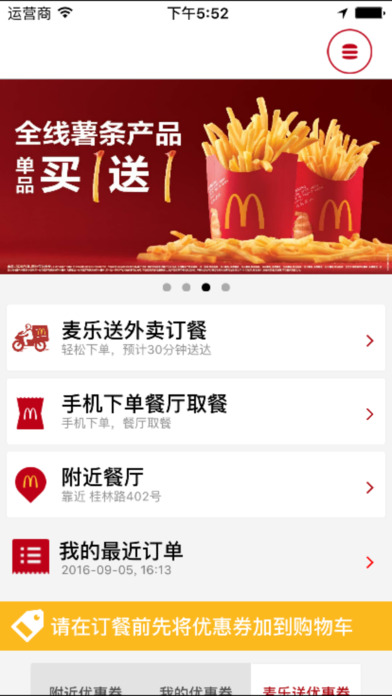 运营商 下午5:52
全线薯条产品
单品 买 送
麦乐送外卖订餐
轻松下单，预计30分钟送达
手机下单餐厅取餐
手机下单，餐厅取餐
附近餐厅
靠近 桂林路402号
我的最近订单
2016-09-05, 16:13
请在订餐前先将优惠券加到购物车
附近优惠券 我的优惠券 麦乐送优惠券